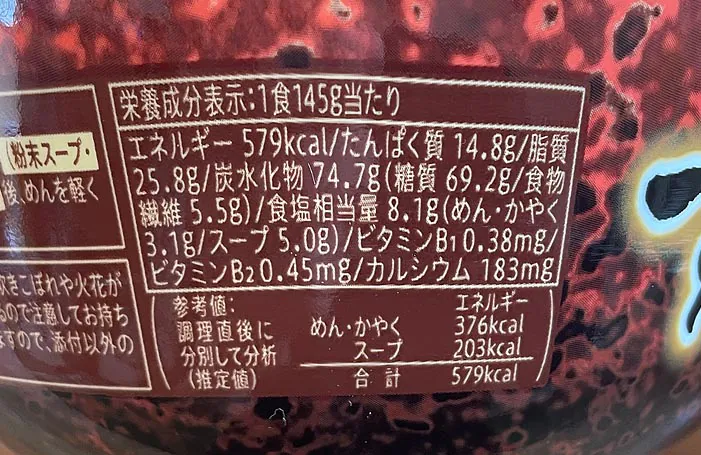 栄養成分表示:1食145g当たり
エネルギー 579kcal/たんぱく質 14.8g/脂質
25.8g/炭水化物 74.7g(糖質 69.2g/食物
繊維 5.5g)/食塩相当量 8.1g(めん・かやく
3.1g/スープ 5.0g)/ビタミンB1 0.38mg/
ビタミンB2 0.45mg/カルシウム 183mg
参考値:
調理直後に
分別して分析
(推定値)
エネルギー
めん・かやく 376kcal
スープ 203kcal
合計 579kcal
(粉末スープ・
後、めんを軽く
吹きこぼれや火花が
るので注意してお持ち
ますので、添付以外の